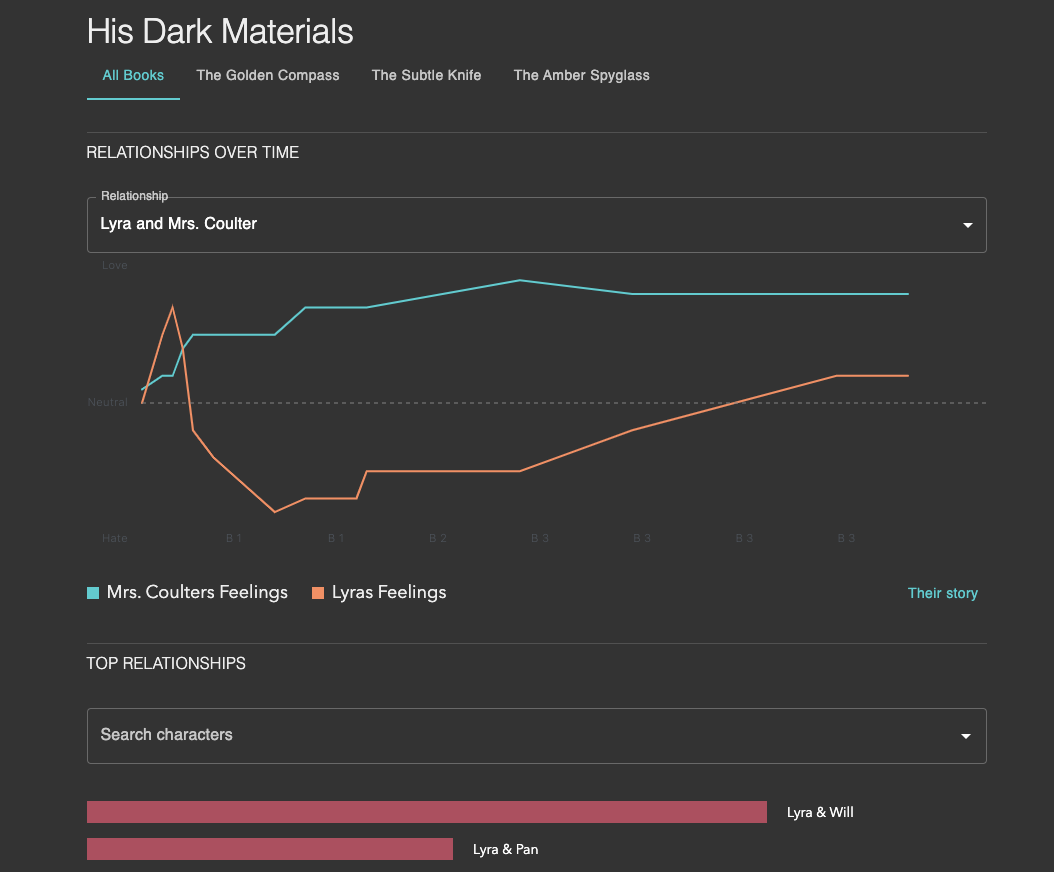 His Dark Materials
All Books The Golden Compass The Subtle Knife The Amber Spyglass
RELATIONSHIPS OVER TIME
Relationship
Lyra and Mrs. Coulter
Love
Neutral
Hate B 1 B 1 B 2 B 3 B 3 B 3 B 3
Mrs. Coulters Feelings Lyras Feelings Their story
TOP RELATIONSHIPS
Search characters
Lyra & Will
Lyra & Pan